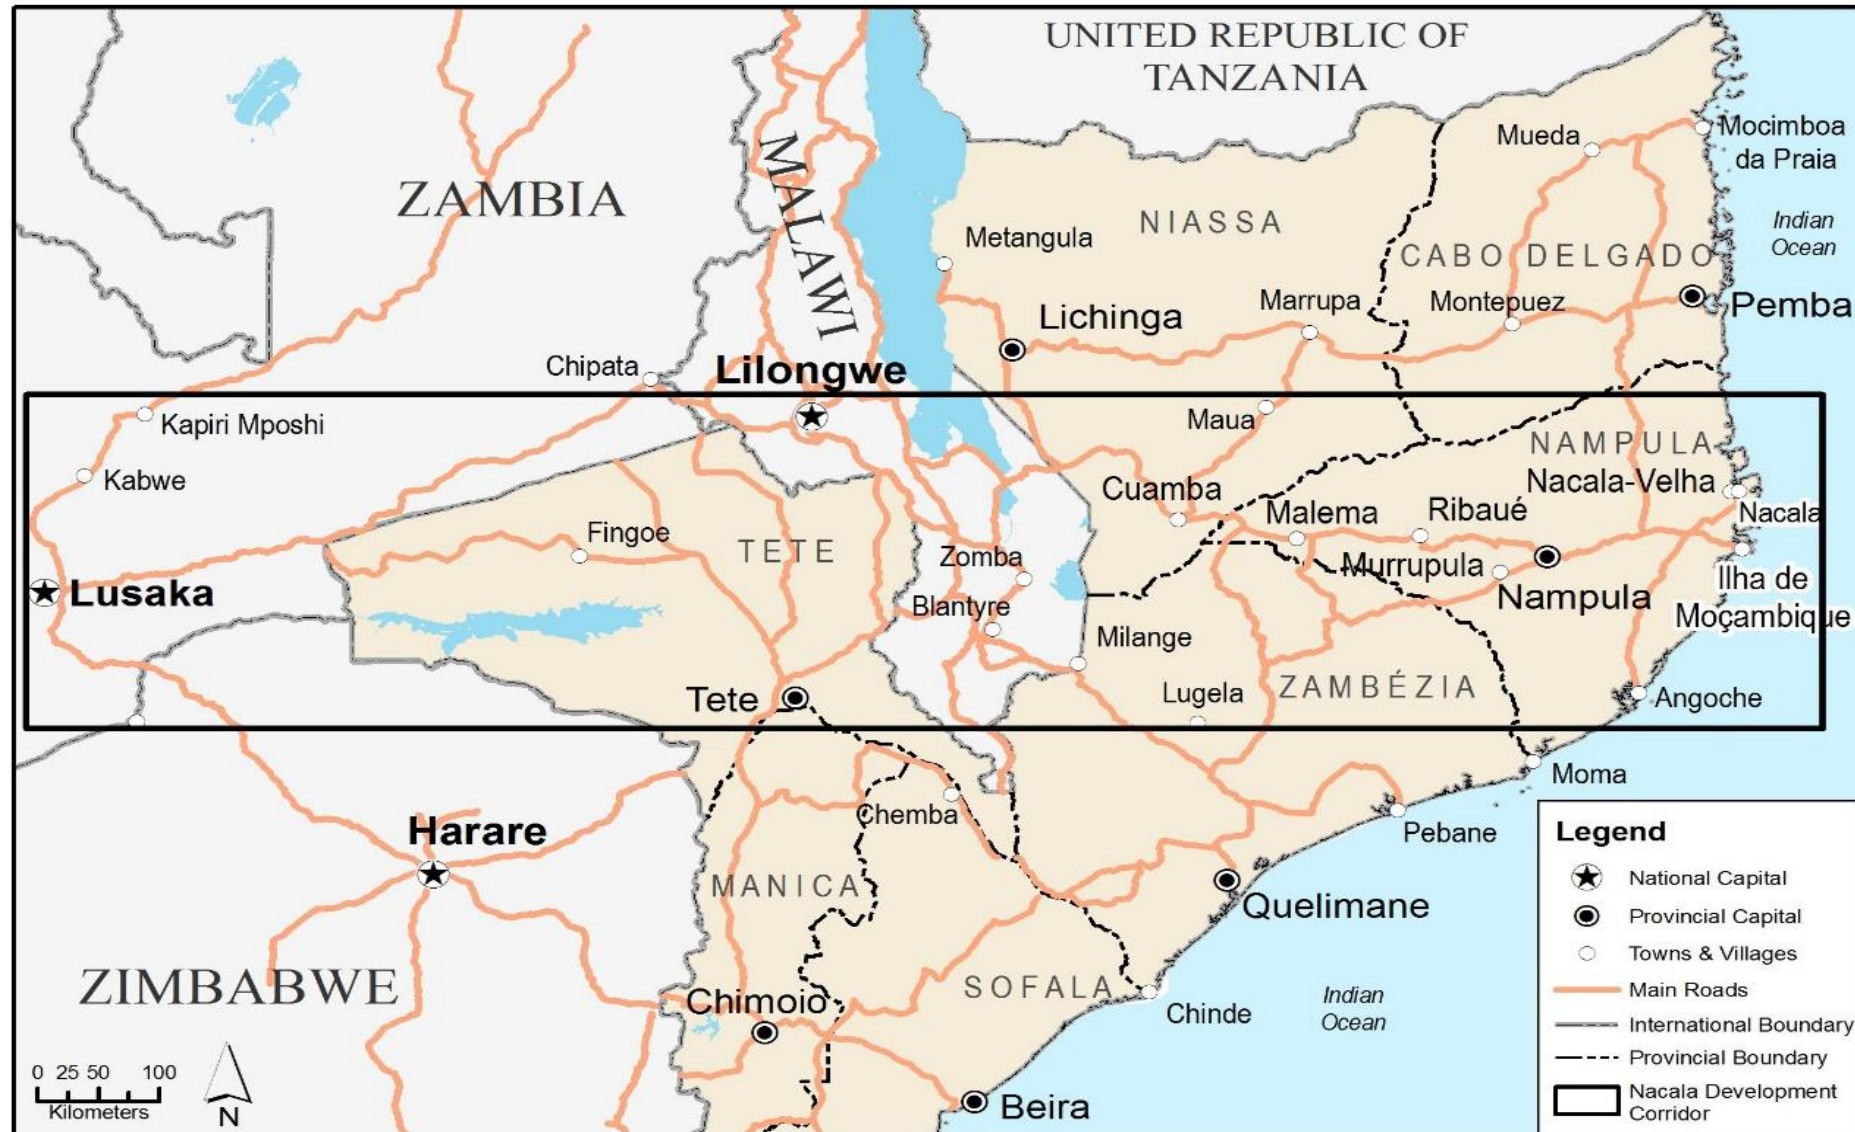 UNITED REPUBLIC OF
TANZANIA
ZAMBIA
MALAWI
Mueda
Mocimboa
da Praia
NIASSA
Indian
Ocean
Metangula
CABO DELGADO
Lichinga
Marrupa
Montepuez
Pemba
Chipata
Lilongwe
Kapiri Mposhi
Maua
NAMPULA
Kabwe
Cuamba
Nacala-Velha
Malema
Ribaué
Nacala
Fingoe
TETE
Zomba
Murrupula
Ilha de
Moçambique
Lusaka
Blantyre
Nampula
Milange
Tete
Lugela
ZAMBÉZIA
Angoche
Moma
Chemba
Pebane
Harare
MANICA
Quelimane
ZIMBABWE
SOFALA
Chimoio
Chinde
Indian
Ocean
Beira
0 25 50 100
Kilometers
N
Legend
National Capital
Provincial Capital
Towns & Villages
Main Roads
International Boundary
Provincial Boundary
Nacala Development
Corridor